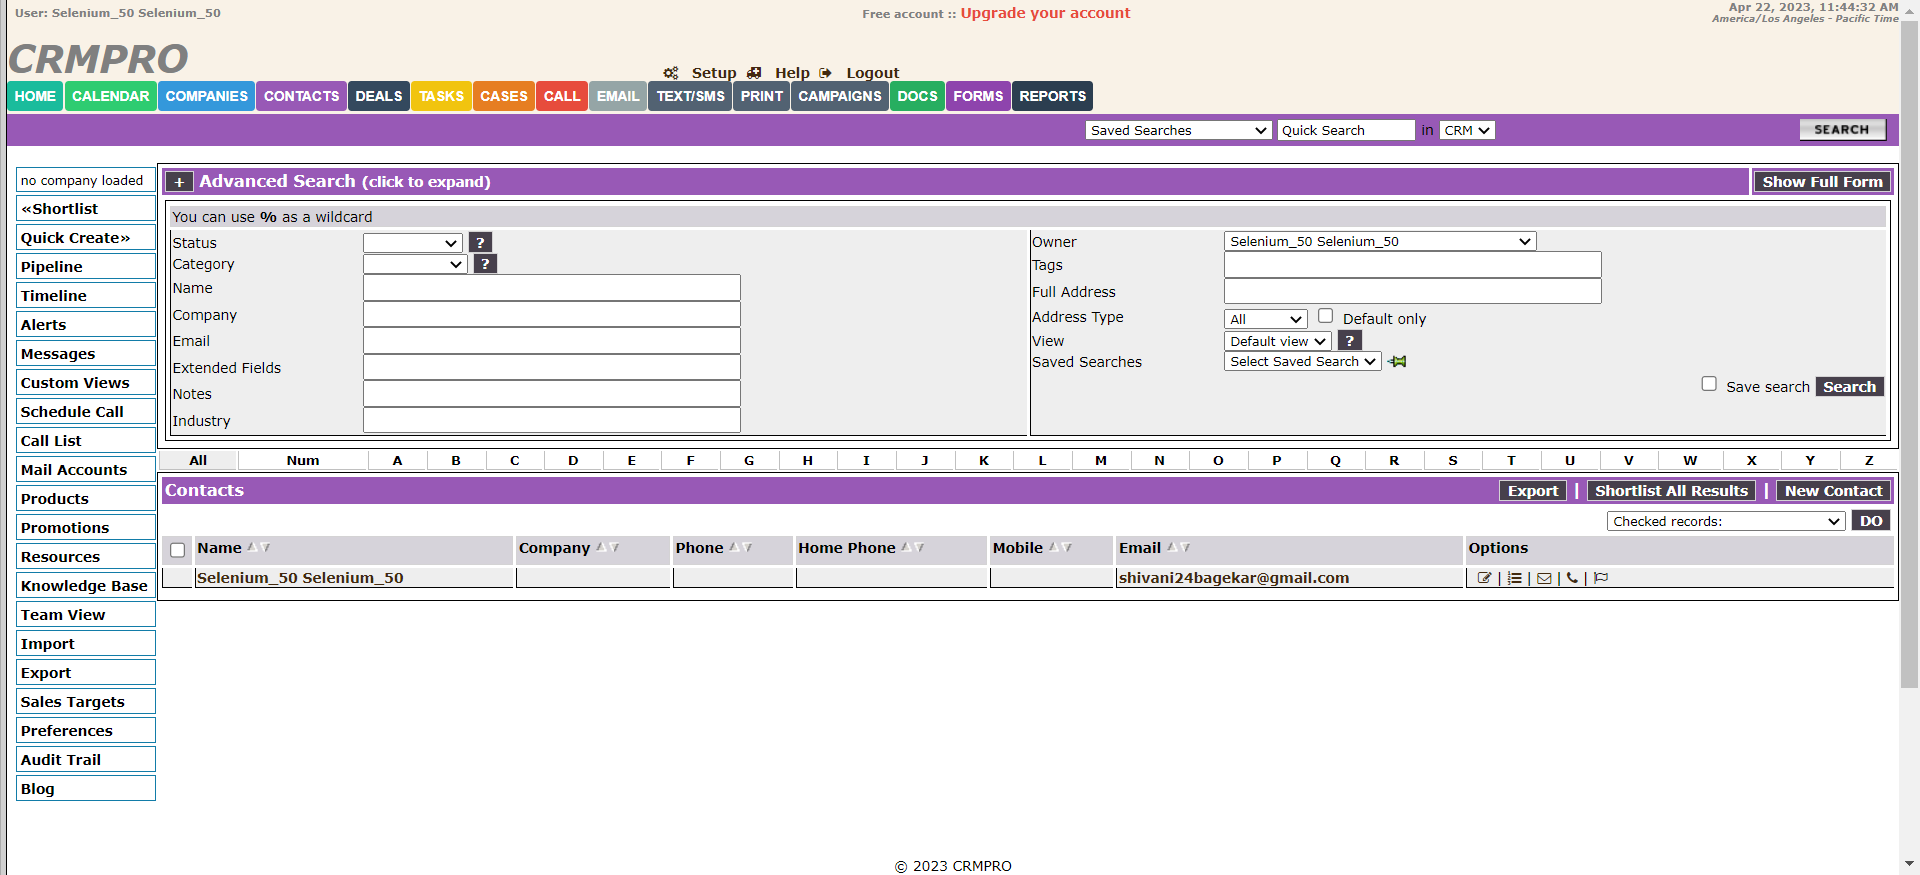 User: Selenium_50 Selenium_50
Free account :: Upgrade your account
Apr 22, 2023, 11:44:32 AM
America/Los Angeles - Pacific Time
CRMPRO
Setup Help Logout
HOME CALENDAR COMPANIES CONTACTS DEALS TASKS CASES CALL EMAIL TEXT/SMS PRINT CAMPAIGNS DOCS FORMS REPORTS
Saved Searches Quick Search in CRM SEARCH
no company loaded
«Shortlist
Quick Create»
Pipeline
Timeline
Alerts
Messages
Custom Views
Schedule Call
Call List
Mail Accounts
Products
Promotions
Resources
Knowledge Base
Team View
Import
Export
Sales Targets
Preferences
Audit Trail
Blog
+ Advanced Search (click to expand) Show Full Form
You can use % as a wildcard
Status ?
Category ?
Name
Company
Email
Extended Fields
Notes
Industry
Owner Selenium_50 Selenium_50
Tags
Full Address
Address Type All Default only
View Default view ?
Saved Searches Select Saved Search
Save search Search
All Num A B C D E F G H I J K L M N O P Q R S T U V W X Y Z
Contacts Export | Shortlist All Results | New Contact
Checked records: DO
Name Company Phone Home Phone Mobile Email Options
Selenium_50 Selenium_50 shivani24bagekar@gmail.com | | | |
© 2023 CRMPRO